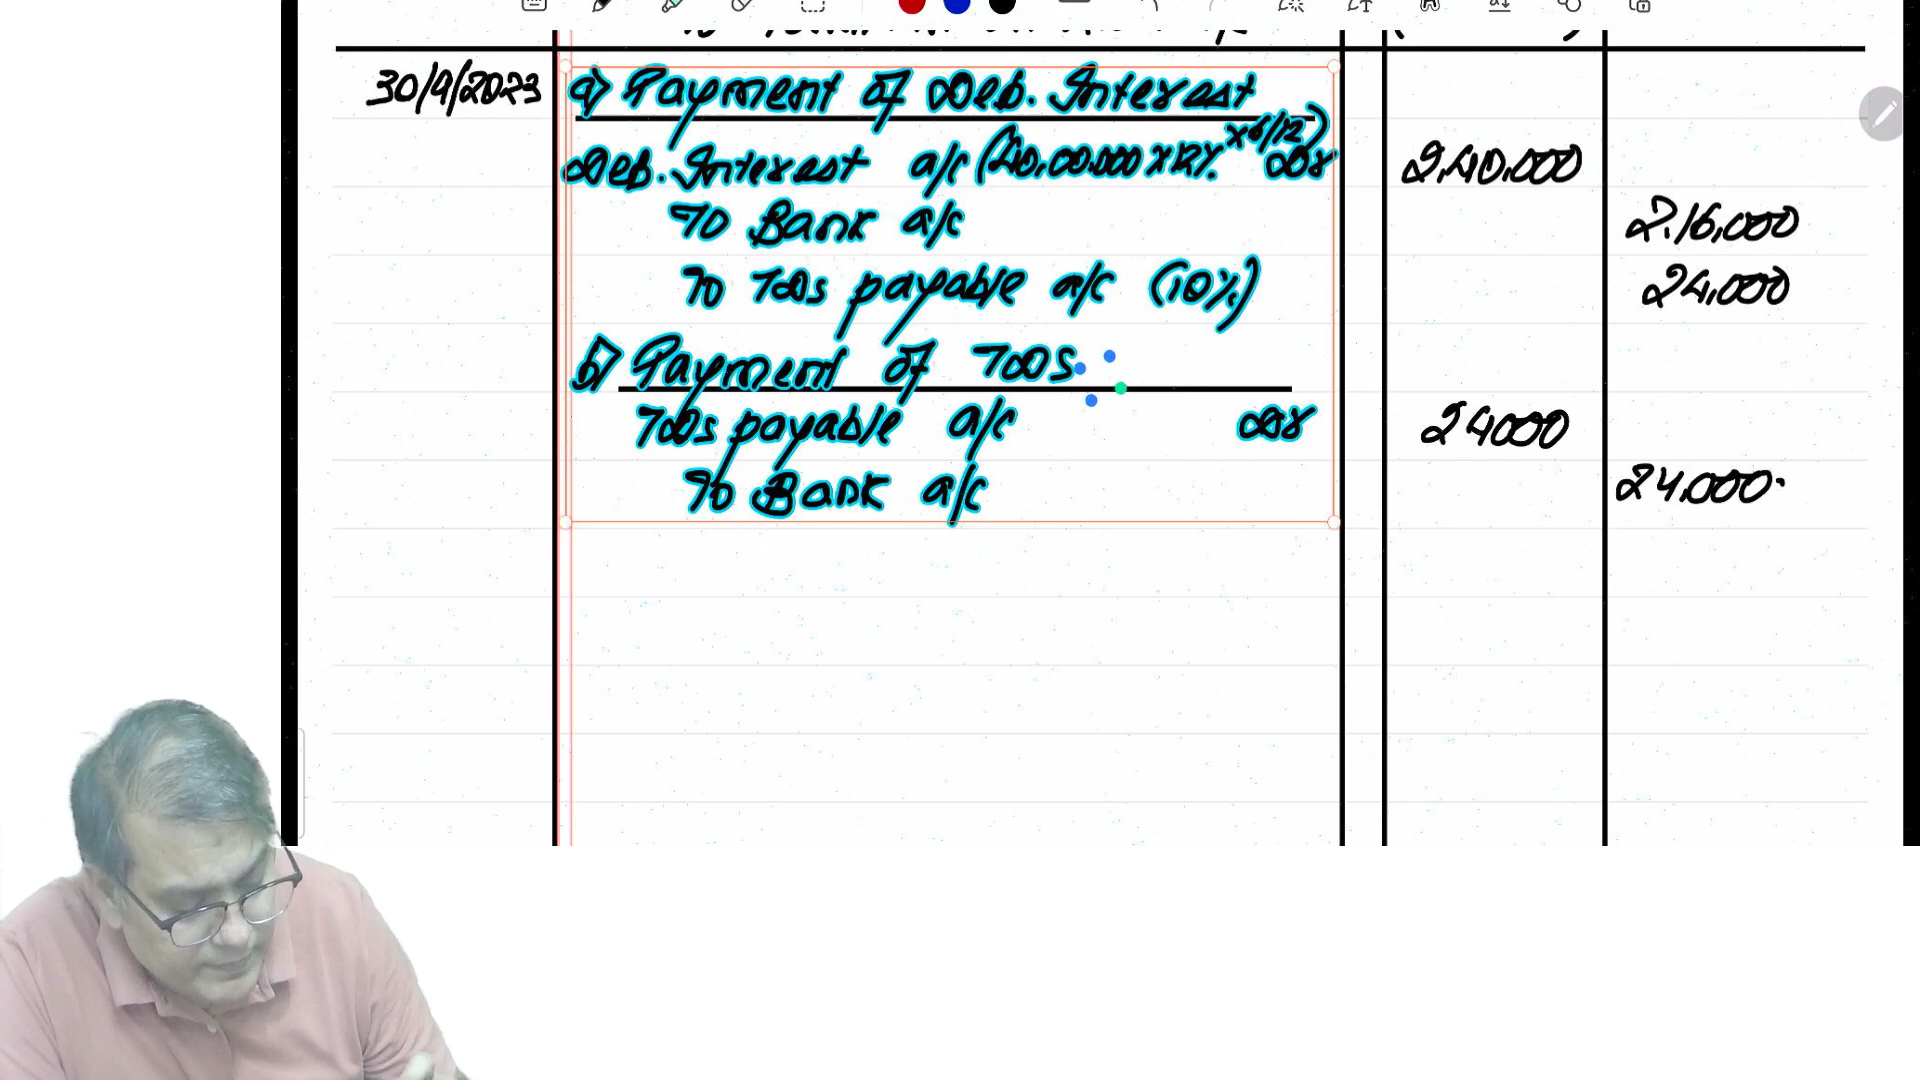 30/9/2023 a) Payment of Deb. Interest
Deb. Interest a/c (40,00,000 x 12% x 6/12) Dr 2,40,000
To Bank a/c 2,16,000
To TDS payable a/c (10%) 24,000
b) Payment of TDS
TDS payable a/c Dr 24000
To Bank a/c 24,000